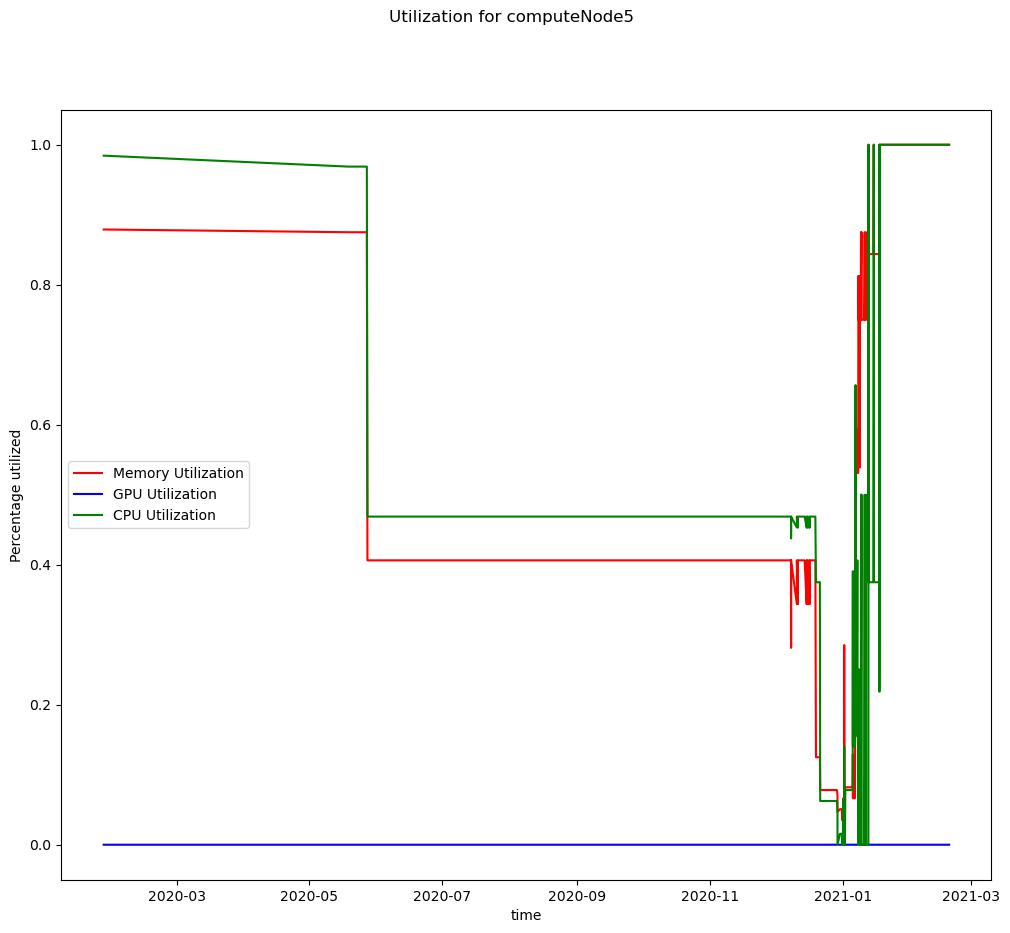 Utilization for computeNode5
1.0
0.8
0.6
0.4
0.2
0.0
Percentage utilized
Memory Utilization
GPU Utilization
CPU Utilization
2020-03
2020-05
2020-07
2020-09
2020-11
2021-01
2021-03
time